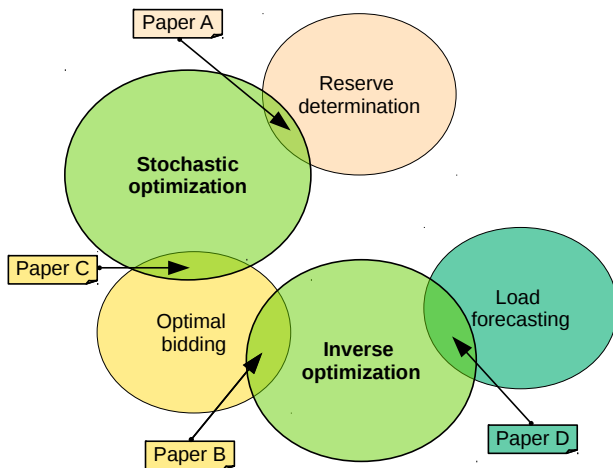 Paper A
Reserve
determination
Stochastic
optimization
Paper C
Optimal
bidding
Load
forecasting
Inverse
optimization
Paper B
Paper D